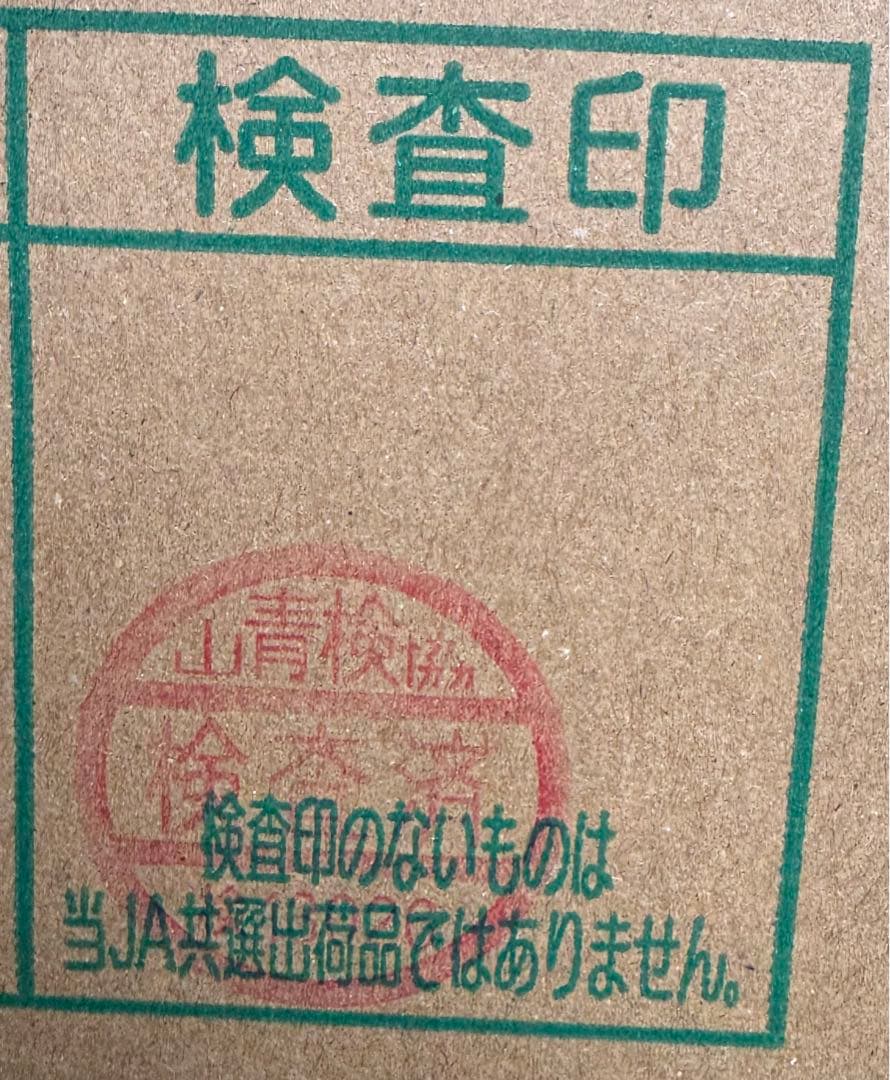 検査印
山青検協
検査済
検査印のないものは
当JA共選出荷品ではありません。